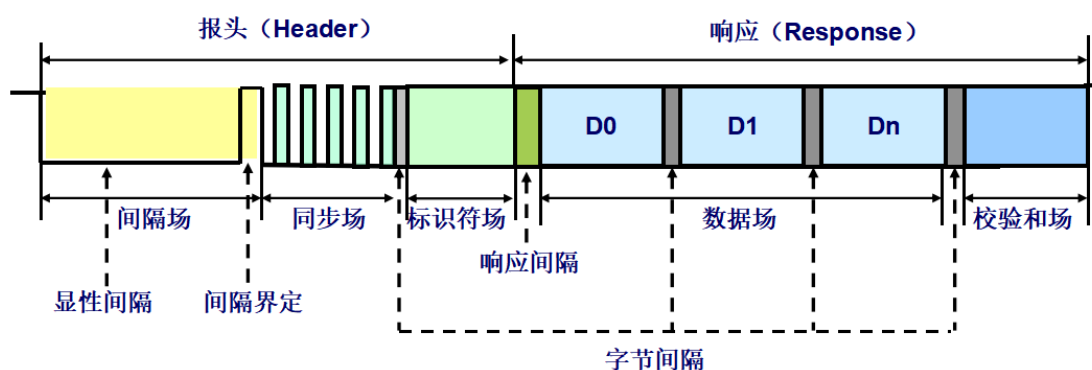 报头（Header）
响应（Response）
D0
D1
Dn
间隔场
同步场
标识符场
数据场
校验和场
响应间隔
显性间隔
间隔界定
字节间隔